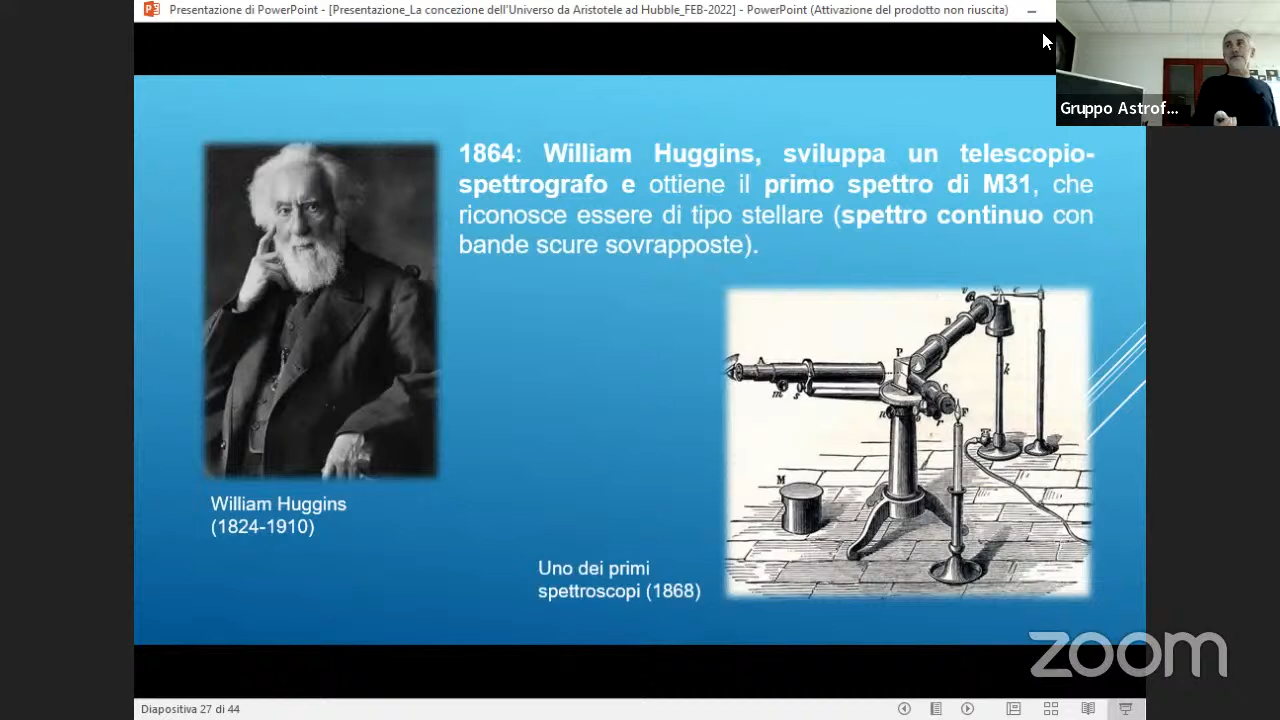 Presentazione di PowerPoint - [Presentazione_La concezione dell'Universo da Aristotele ad Hubble_FEB-2022] - PowerPoint (Attivazione del prodotto non riuscita)
Gruppo Astrof...
1864: William Huggins, sviluppa un telescopio-
spettrografo e ottiene il primo spettro di M31, che
riconosce essere di tipo stellare (spettro continuo con
bande scure sovrapposte).
A
B
P
C
F
k
m
s
n
r
M
William Huggins
(1824-1910)
Uno dei primi
spettroscopi (1868)
zoom
Diapositiva 27 di 44